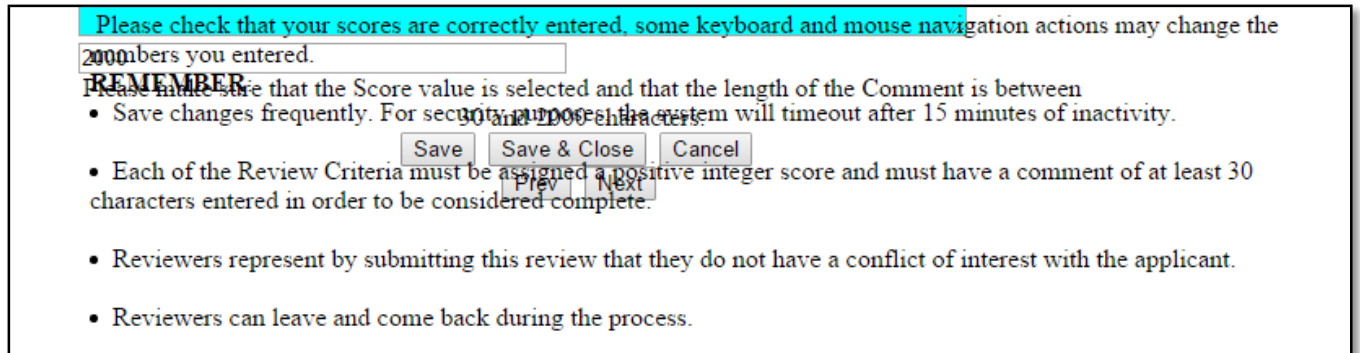 Please check that your scores are correctly entered, some keyboard and mouse navigation actions may change the
numbers you entered.
2000
REMEMBER
Please make sure that the Score value is selected and that the length of the Comment is between
• Save changes frequently. For security purposes, the system will timeout after 15 minutes of inactivity.
30 and 2000 characters.
Save Save & Close Cancel
• Each of the Review Criteria must be assigned a positive integer score and must have a comment of at least 30
Prev Next
characters entered in order to be considered complete.
• Reviewers represent by submitting this review that they do not have a conflict of interest with the applicant.
• Reviewers can leave and come back during the process.